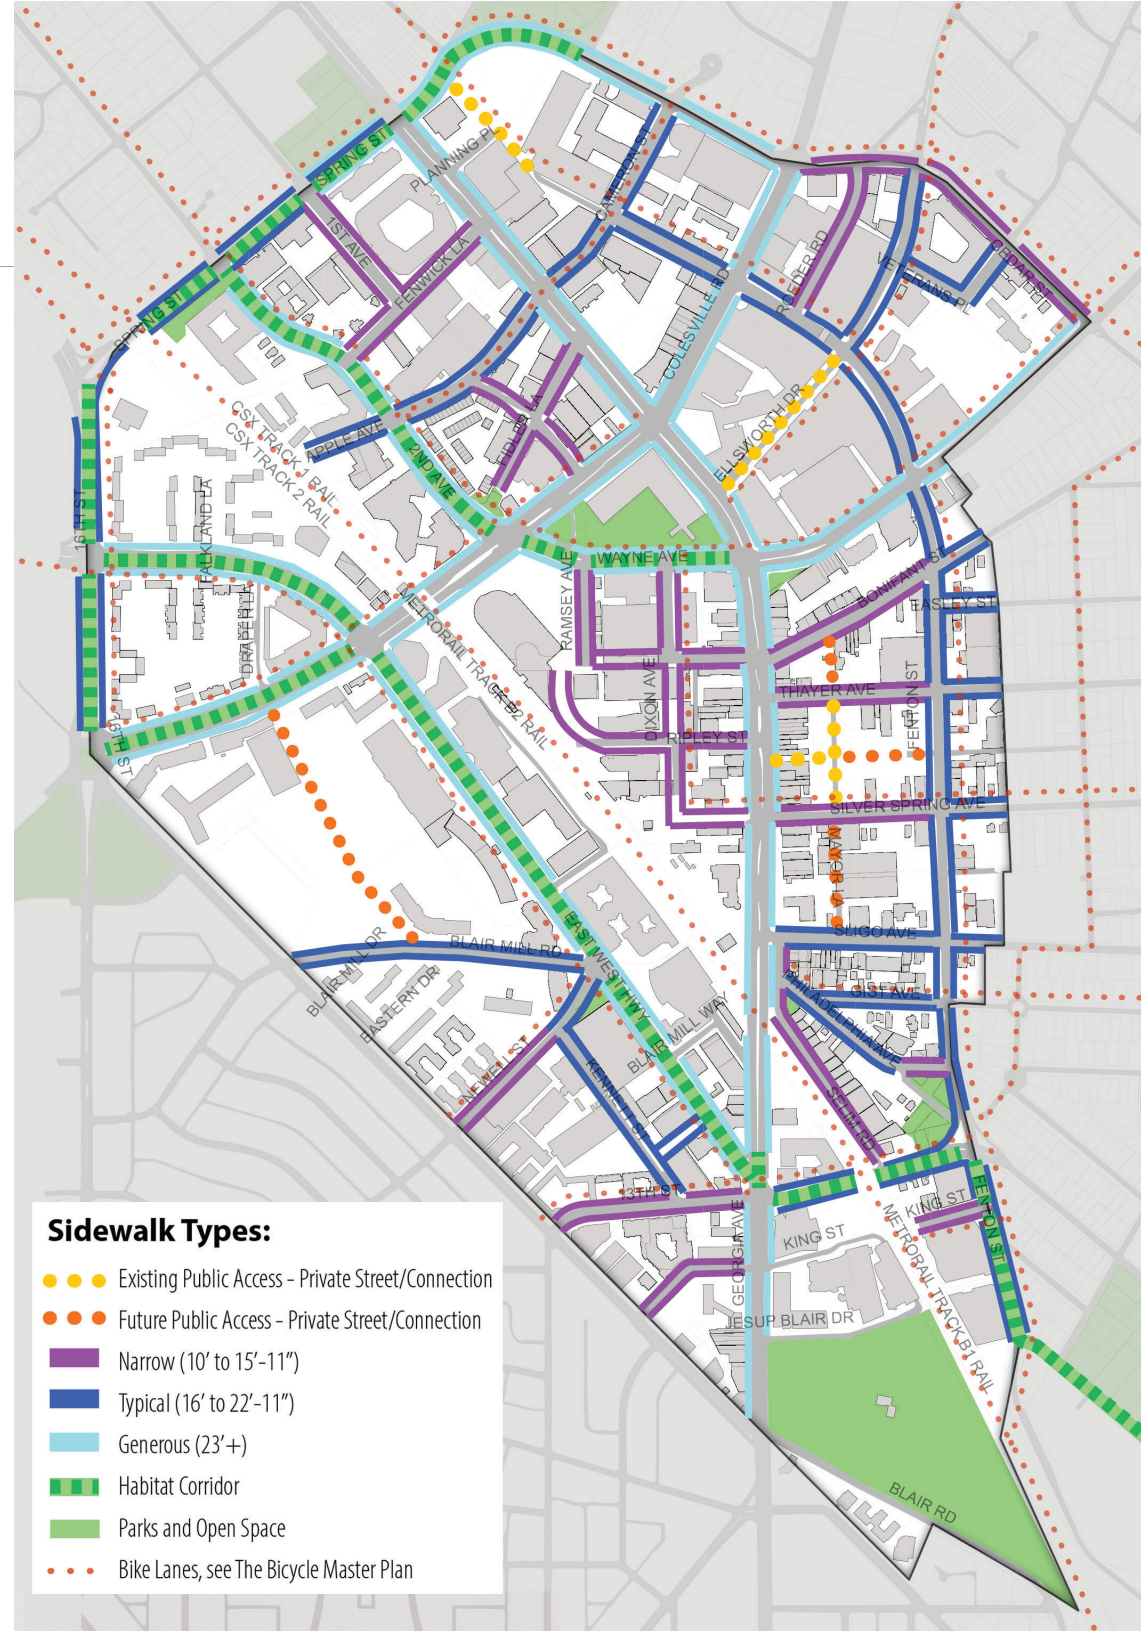 SPRING ST
PLANNING PL
CAMERON ST
1ST AVE
FENWICK LA
ROEDER RD
CEDAR ST
VETERANS PL
SPRING ST
COLESVILLE RD
CSX TRACK 1 RAIL
CSX TRACK 2 RAIL
APPLE AVE
FIDLER LA
ELLSWORTH DR
2ND AVE
16TH ST
FALKLAND LA
WAYNE AVE
RAMSEY AVE
BONIFANT ST
EASLEY ST
DRAPER LA
METRORAIL TRACK B2 RAIL
DIXON AVE
THAYER AVE
FENTON ST
RIPLEY ST
16TH ST
SILVER SPRING AVE
MAYOR LA
SLIGO AVE
BLAIR MILL RD
BLAIR MILL DR
EASTERN DR
EAST WEST HWY
GIST AVE
PHILADELPHIA AVE
BLAIR MILL WAY
NEWELL ST
KENNETT ST
SELIM RD
13TH ST
KING ST
FENTON ST
KING ST
GEORGIA AVE
METRORAIL TRACK B1 RAIL
JESUP BLAIR DR
BLAIR RD
Sidewalk Types:
Existing Public Access – Private Street/Connection
Future Public Access – Private Street/Connection
Narrow (10’ to 15’-11”)
Typical (16’ to 22’-11”)
Generous (23’+)
Habitat Corridor
Parks and Open Space
Bike Lanes, see The Bicycle Master Plan